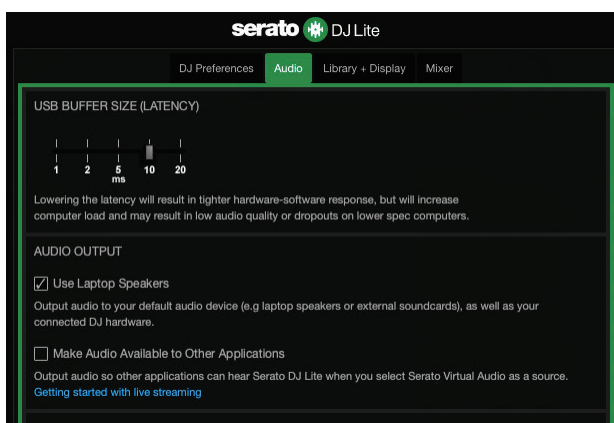 serato DJ Lite
DJ Preferences Audio Library + Display Mixer
USB BUFFER SIZE (LATENCY)
1 2 5 10 20
ms
Lowering the latency will result in tighter hardware-software response, but will increase
computer load and may result in low audio quality or dropouts on lower spec computers.
AUDIO OUTPUT
Use Laptop Speakers
Output audio to your default audio device (e.g laptop speakers or external soundcards), as well as your
connected DJ hardware.
Make Audio Available to Other Applications
Output audio so other applications can hear Serato DJ Lite when you select Serato Virtual Audio as a source.
Getting started with live streaming